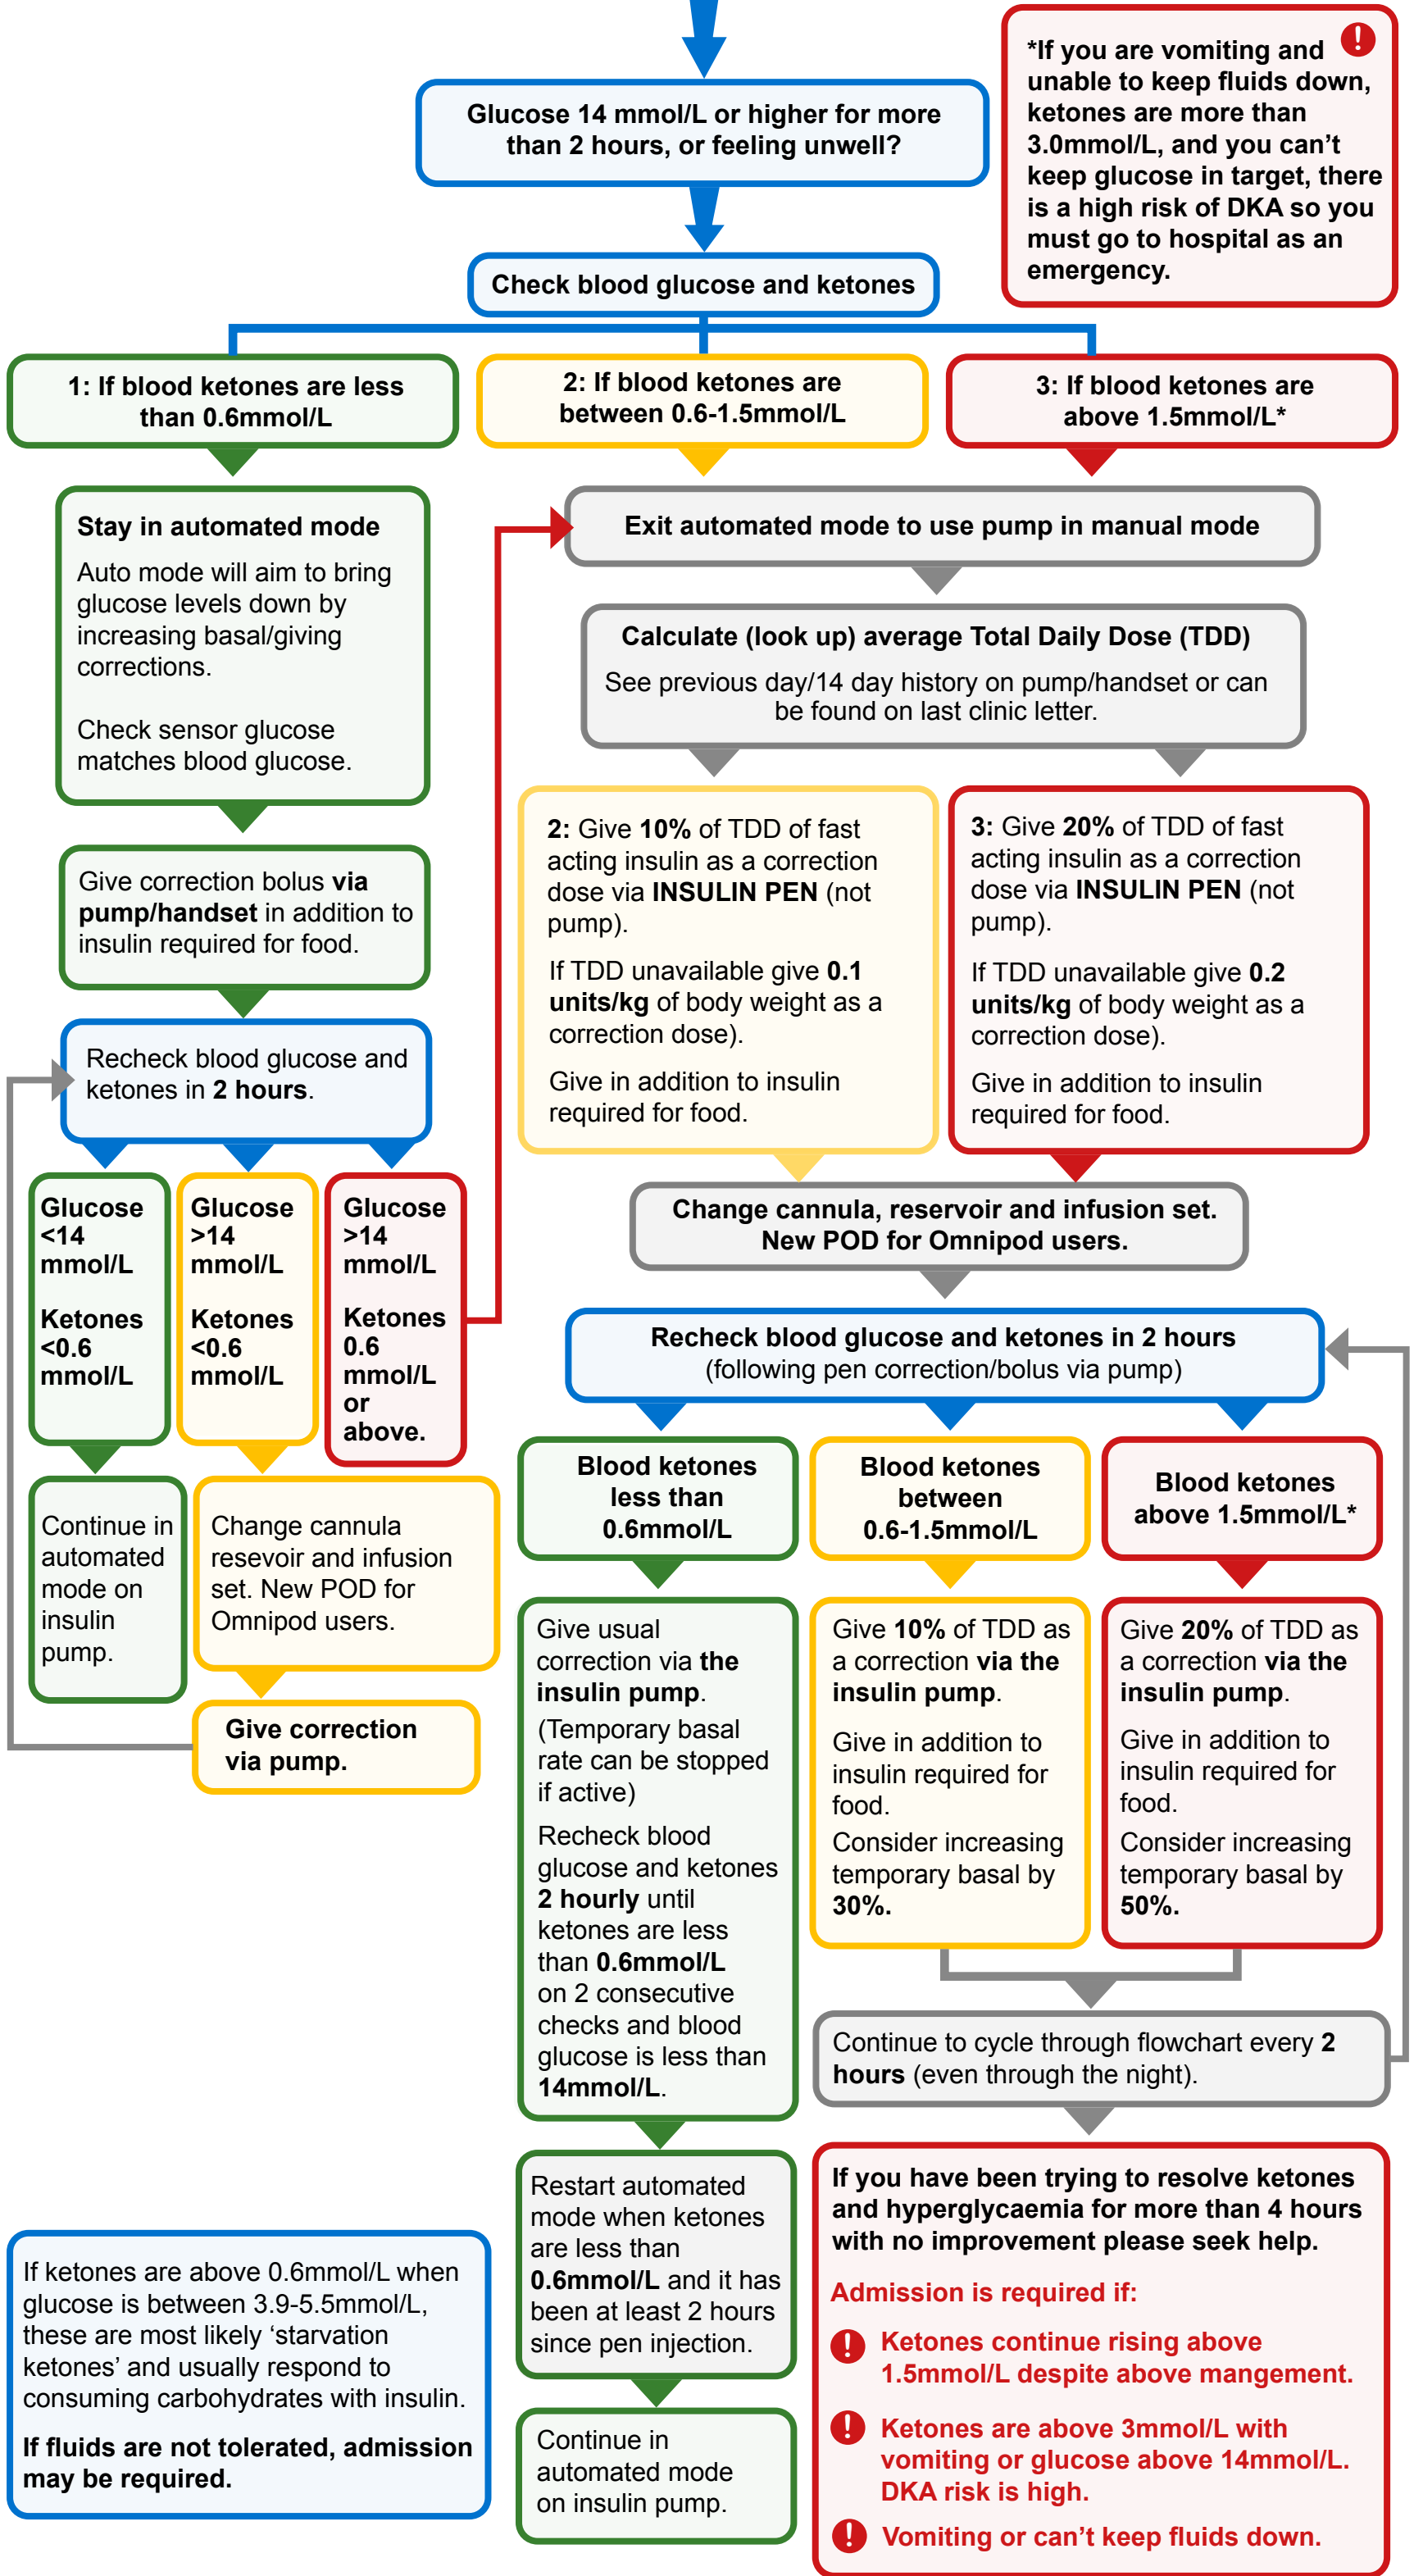 Glucose 14 mmol/L or higher for more
than 2 hours, or feeling unwell?
*If you are vomiting and
unable to keep fluids down,
ketones are more than
3.0mmol/L, and you can't
keep glucose in target, there
is a high risk of DKA so you
must go to hospital as an
emergency.
Check blood glucose and ketones
1: If blood ketones are less
than 0.6mmol/L
2: If blood ketones are
between 0.6-1.5mmol/L
3: If blood ketones are
above 1.5mmol/L*
Stay in automated mode
Auto mode will aim to bring
glucose levels down by
increasing basal/giving
corrections.
Check sensor glucose
matches blood glucose.
Give correction bolus via
pump/handset in addition to
insulin required for food.
Recheck blood glucose and
ketones in 2 hours.
Glucose
<14
mmol/L
Ketones
<0.6
mmol/L
Glucose
>14
mmol/L
Ketones
<0.6
mmol/L
Glucose
>14
mmol/L
Ketones
0.6
mmol/L
or
above.
Continue in
automated
mode on
insulin
pump.
Change cannula
resevoir and infusion
set. New POD for
Omnipod users.
Give correction
via pump.
Exit automated mode to use pump in manual mode
Calculate (look up) average Total Daily Dose (TDD)
See previous day/14 day history on pump/handset or can
be found on last clinic letter.
2: Give 10% of TDD of fast
acting insulin as a correction
dose via INSULIN PEN (not
pump).
If TDD unavailable give 0.1
units/kg of body weight as a
correction dose).
Give in addition to insulin
required for food.
3: Give 20% of TDD of fast
acting insulin as a correction
dose via INSULIN PEN (not
pump).
If TDD unavailable give 0.2
units/kg of body weight as a
correction dose).
Give in addition to insulin
required for food.
Change cannula, reservoir and infusion set.
New POD for Omnipod users.
Recheck blood glucose and ketones in 2 hours
(following pen correction/bolus via pump)
Blood ketones
less than
0.6mmol/L
Blood ketones
between
0.6-1.5mmol/L
Blood ketones
above 1.5mmol/L*
Give usual
correction via the
insulin pump.
(Temporary basal
rate can be stopped
if active)
Recheck blood
glucose and ketones
2 hourly until
ketones are less
than 0.6mmol/L
on 2 consecutive
checks and blood
glucose is less than
14mmol/L.
Give 10% of TDD as
a correction via the
insulin pump.
Give in addition to
insulin required for
food.
Consider increasing
temporary basal by
30%.
Give 20% of TDD as
a correction via the
insulin pump.
Give in addition to
insulin required for
food.
Consider increasing
temporary basal by
50%.
Continue to cycle through flowchart every 2
hours (even through the night).
Restart automated
mode when ketones
are less than
0.6mmol/L and it has
been at least 2 hours
since pen injection.
Continue in
automated mode
on insulin pump.
If you have been trying to resolve ketones
and hyperglycaemia for more than 4 hours
with no improvement please seek help.
Admission is required if:
Ketones continue rising above
1.5mmol/L despite above mangement.
Ketones are above 3mmol/L with
vomiting or glucose above 14mmol/L.
DKA risk is high.
Vomiting or can't keep fluids down.
If ketones are above 0.6mmol/L when
glucose is between 3.9-5.5mmol/L,
these are most likely ‘starvation
ketones’ and usually respond to
consuming carbohydrates with insulin.
If fluids are not tolerated, admission
may be required.